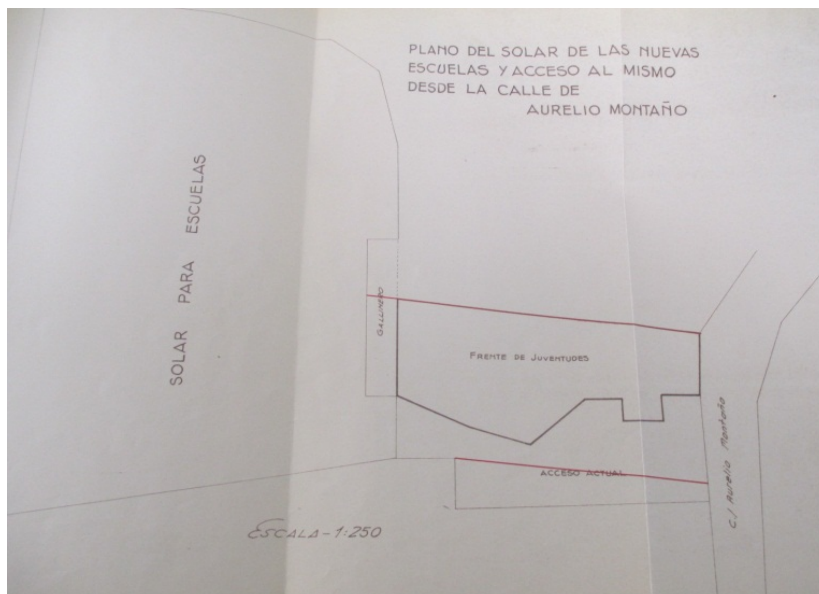 PLANO DEL SOLAR DE LAS NUEVAS
ESCUELAS Y ACCESO AL MISMO
DESDE LA CALLE DE
AURELIO MONTAÑO
SOLAR PARA ESCUELAS
GALLINERO
FRENTE DE JUVENTUDES
ACCESO ACTUAL
C./ Aurelio Montaño
ESCALA-1:250